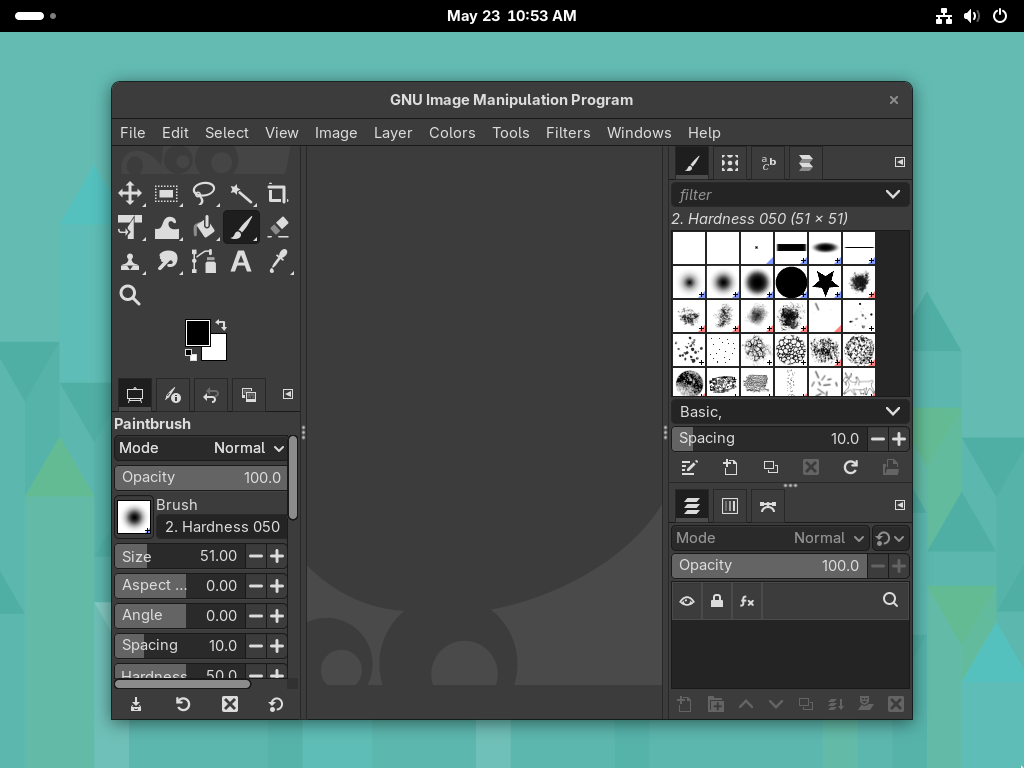 May 23  10:53 AM
GNU Image Manipulation Program
File Edit Select View Image Layer Colors Tools Filters Windows Help
filter
2. Hardness 050 (51 × 51)
Basic,
Spacing 10.0
Paintbrush
Mode Normal
Opacity 100.0
Brush
2. Hardness 050
Size 51.00
Aspect ... 0.00
Angle 0.00
Spacing 10.0
Hardness 50.0
Mode Normal
Opacity 100.0
fx